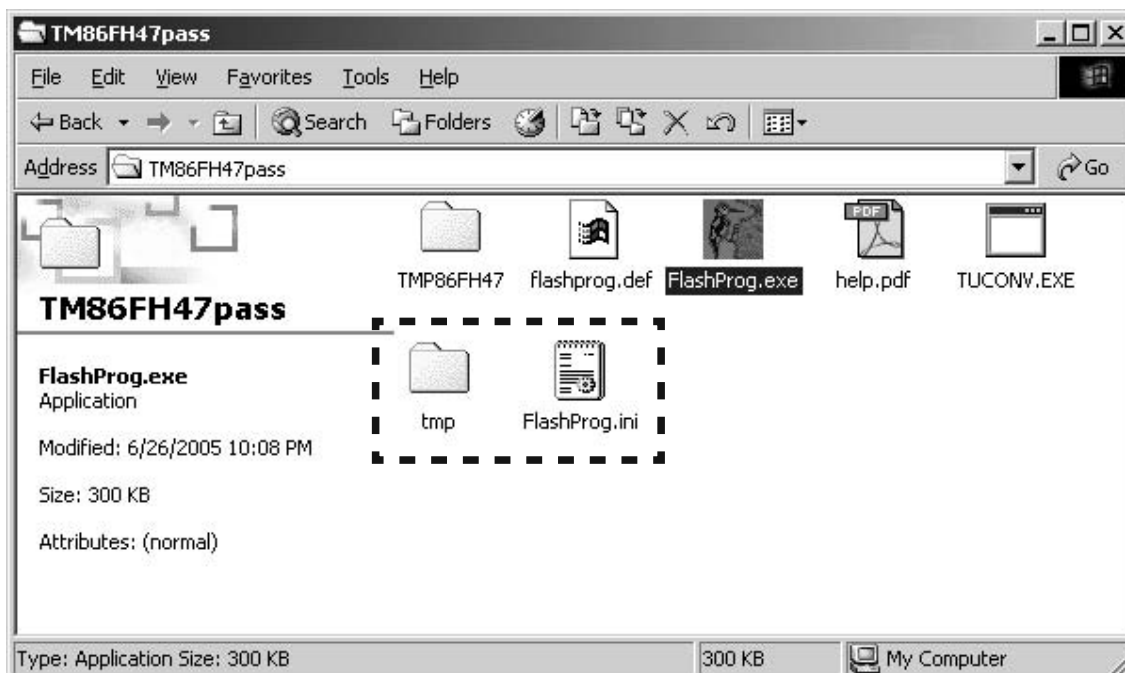 TM86FH47pass
File Edit View Favorites Tools Help
Back Search Folders
Address TM86FH47pass Go
PDF
TMP86FH47 flashprog.def FlashProg.exe help.pdf TUCONV.EXE
TM86FH47pass
FlashProg.exe
Application
tmp FlashProg.ini
Modified: 6/26/2005 10:08 PM
Size: 300 KB
Attributes: (normal)
Type: Application Size: 300 KB 300 KB My Computer